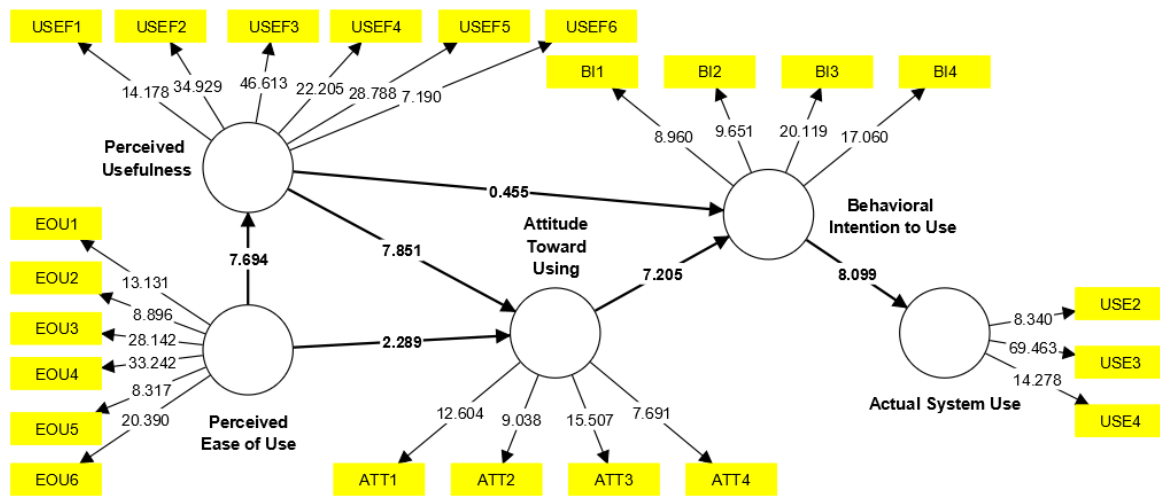 USEF1 USEF2 USEF3 USEF4 USEF5 USEF6
14.178 34.929 46.613 22.205 28.788 7.190
BI1 BI2 BI3 BI4
8.960 9.651 20.119 17.060
Perceived
Usefulness
0.455
7.851
7.694
Attitude
Toward
Using
7.205
Behavioral
Intention to Use
8.099
EOU1
EOU2
EOU3
EOU4
EOU5
EOU6
13.131
8.896
28.142
33.242
8.317
20.390
2.289
Perceived
Ease of Use
12.604 9.038 15.507 7.691
ATT1 ATT2 ATT3 ATT4
Actual System Use
8.340
69.463
14.278
USE2
USE3
USE4